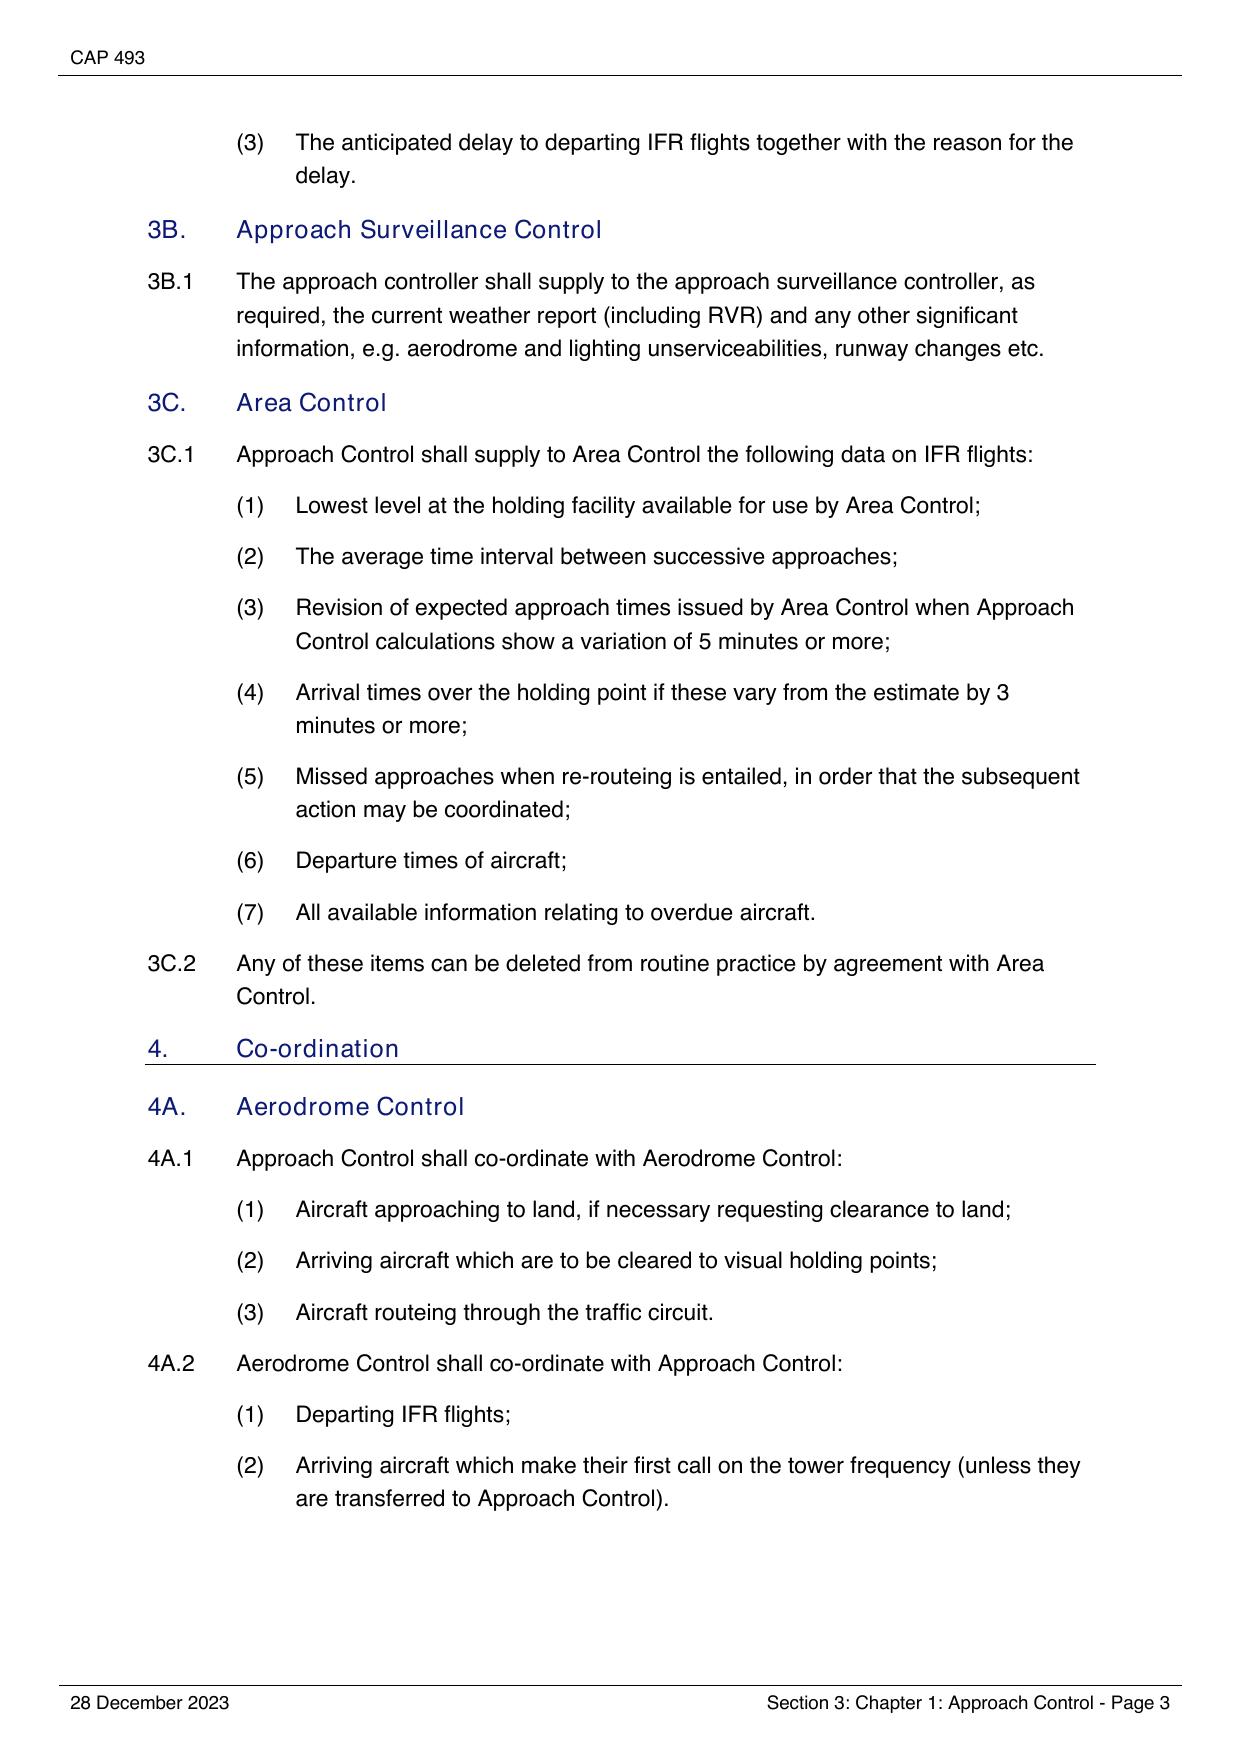 CAP 493
(3) The anticipated delay to departing IFR flights together with the reason for the
delay.
3B. Approach Surveillance Control
3B.1 The approach controller shall supply to the approach surveillance controller, as
required, the current weather report (including RVR) and any other significant
information, e.g. aerodrome and lighting unserviceabilities, runway changes etc.
3C. Area Control
3C.1 Approach Control shall supply to Area Control the following data on IFR flights:
(1) Lowest level at the holding facility available for use by Area Control;
(2) The average time interval between successive approaches;
(3) Revision of expected approach times issued by Area Control when Approach
Control calculations show a variation of 5 minutes or more;
(4) Arrival times over the holding point if these vary from the estimate by 3
minutes or more;
(5) Missed approaches when re-routeing is entailed, in order that the subsequent
action may be coordinated;
(6) Departure times of aircraft;
(7) All available information relating to overdue aircraft.
3C.2 Any of these items can be deleted from routine practice by agreement with Area
Control.
4. Co-ordination
4A. Aerodrome Control
4A.1 Approach Control shall co-ordinate with Aerodrome Control:
(1) Aircraft approaching to land, if necessary requesting clearance to land;
(2) Arriving aircraft which are to be cleared to visual holding points;
(3) Aircraft routeing through the traffic circuit.
4A.2 Aerodrome Control shall co-ordinate with Approach Control:
(1) Departing IFR flights;
(2) Arriving aircraft which make their first call on the tower frequency (unless they
are transferred to Approach Control).
28 December 2023 Section 3: Chapter 1: Approach Control - Page 3